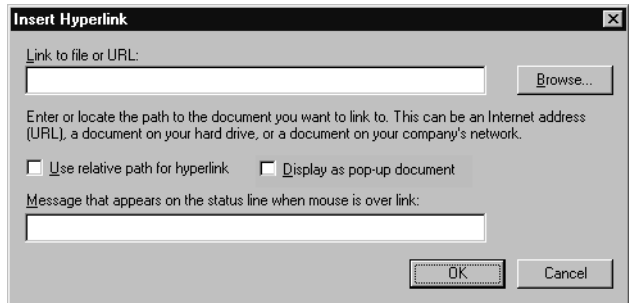 Insert Hyperlink
Link to file or URL:
Browse...
Enter or locate the path to the document you want to link to. This can be an Internet address
(URL), a document on your hard drive, or a document on your company's network.
Use relative path for hyperlink Display as pop-up document
Message that appears on the status line when mouse is over link:
OK Cancel